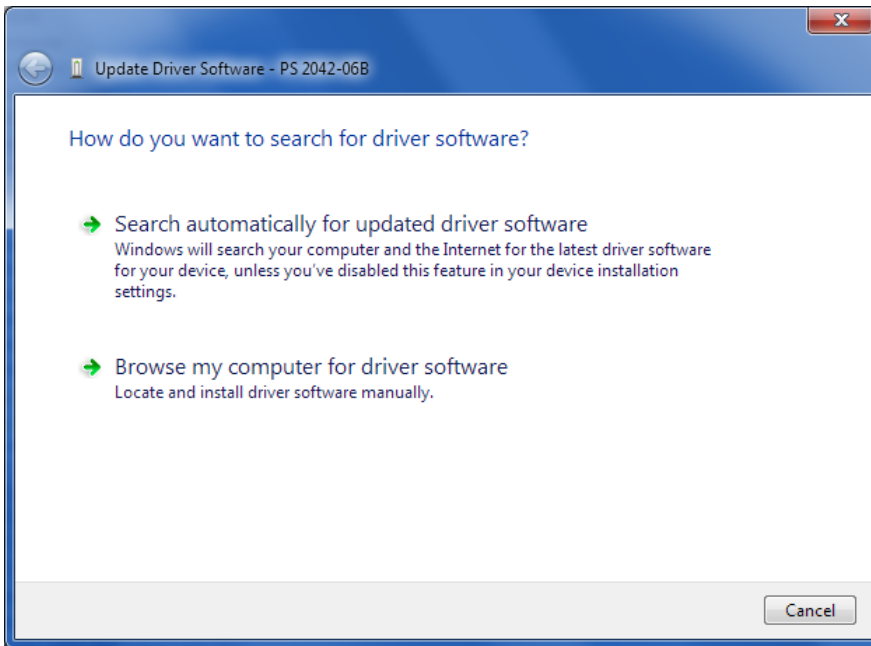 Update Driver Software - PS 2042-06B
How do you want to search for driver software?
Search automatically for updated driver software
Windows will search your computer and the Internet for the latest driver software
for your device, unless you've disabled this feature in your device installation
settings.
Browse my computer for driver software
Locate and install driver software manually.
Cancel